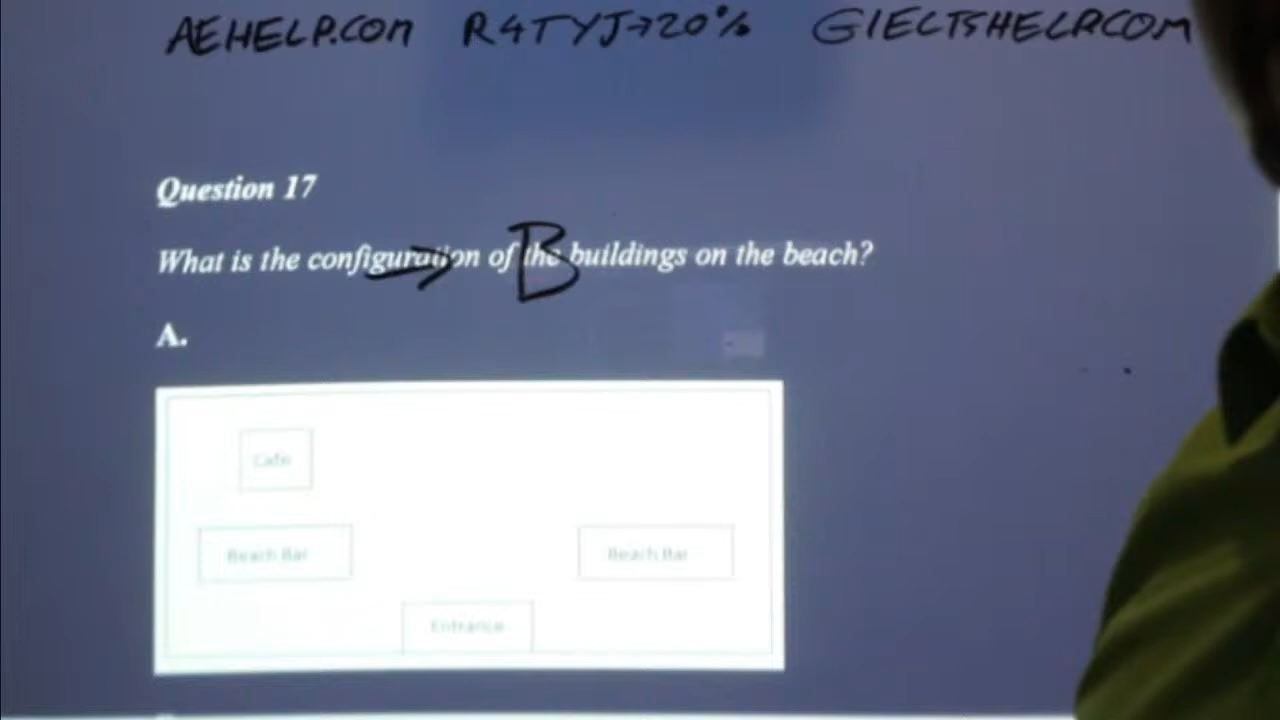 AEHELP.COM R4TYJ→20% GIELTSHELP.COM
Question 17
What is the configuration of the buildings on the beach?
→ B
A.
Cafe
Beach Bar Beach Bar
Entrance